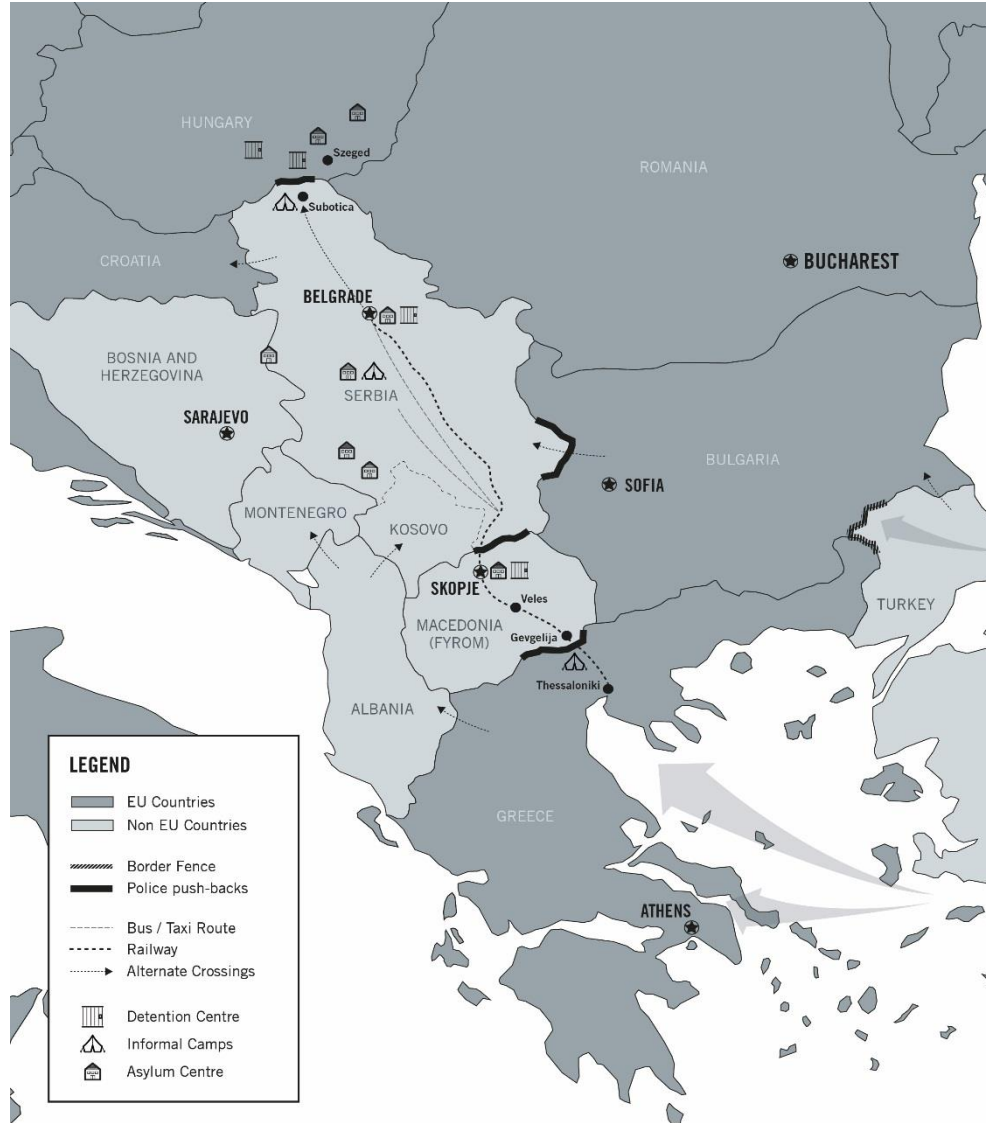 HUNGARY
Szeged
ROMANIA
Subotica
CROATIA
BUCHAREST
BELGRADE
BOSNIA AND
HERZEGOVINA
SERBIA
SARAJEVO
BULGARIA
SOFIA
MONTENEGRO
KOSOVO
SKOPJE
Veles
TURKEY
MACEDONIA
(FYROM)
Gevgelija
Thessaloniki
ALBANIA
GREECE
ATHENS
LEGEND
EU Countries
Non EU Countries
Border Fence
Police push-backs
Bus / Taxi Route
Railway
Alternate Crossings
Detention Centre
Informal Camps
Asylum Centre